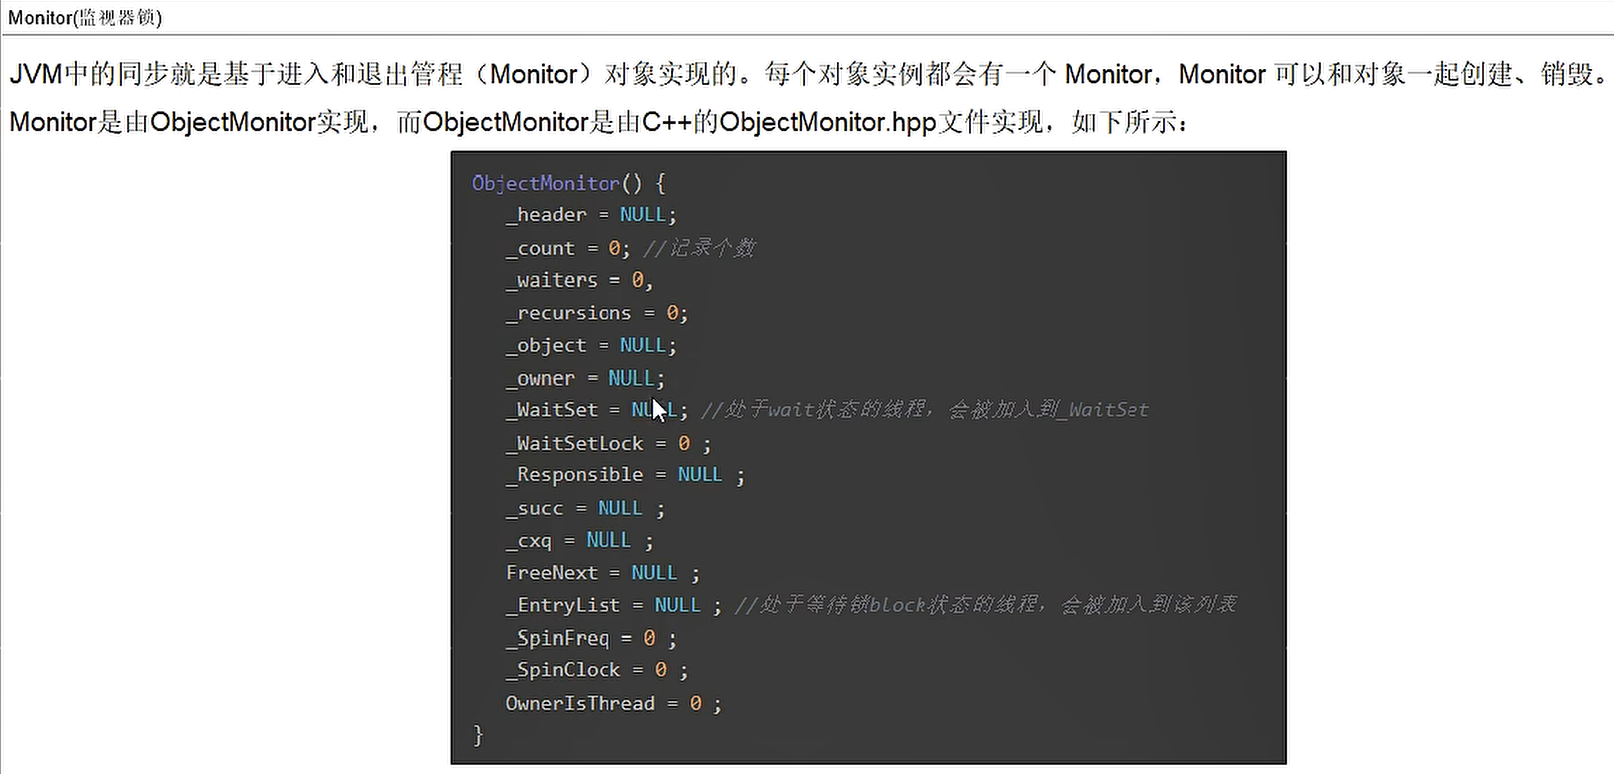 Monitor(监视器锁)
JVM中的同步就是基于进入和退出管程（Monitor）对象实现的。每个对象实例都会有一个 Monitor，Monitor 可以和对象一起创建、销毁。
Monitor是由ObjectMonitor实现，而ObjectMonitor是由C++的ObjectMonitor.hpp文件实现，如下所示：
ObjectMonitor() {
_header = NULL;
_count = 0; //记录个数
_waiters = 0,
_recursions = 0;
_object = NULL;
_owner = NULL;
_WaitSet = NULL; //处于wait状态的线程，会被加入到_WaitSet
_WaitSetLock = 0 ;
_Responsible = NULL ;
_succ = NULL ;
_cxq = NULL ;
FreeNext = NULL ;
_EntryList = NULL ; //处于等待锁block状态的线程，会被加入到该列表
_SpinFreq = 0 ;
_SpinClock = 0 ;
OwnerIsThread = 0 ;
}